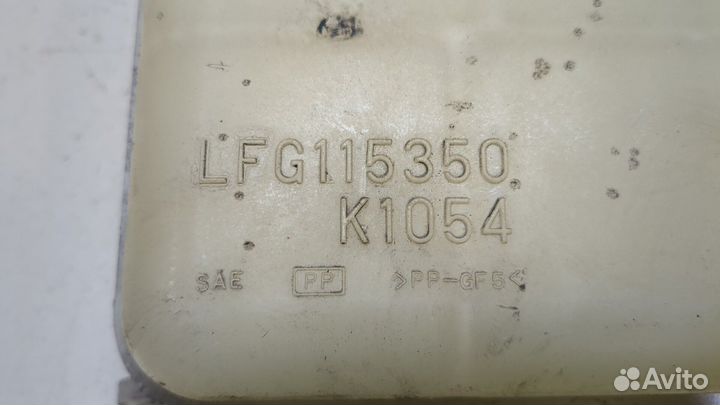 LFG115350
K1054
SAE PP >PP-GF5<
Avito